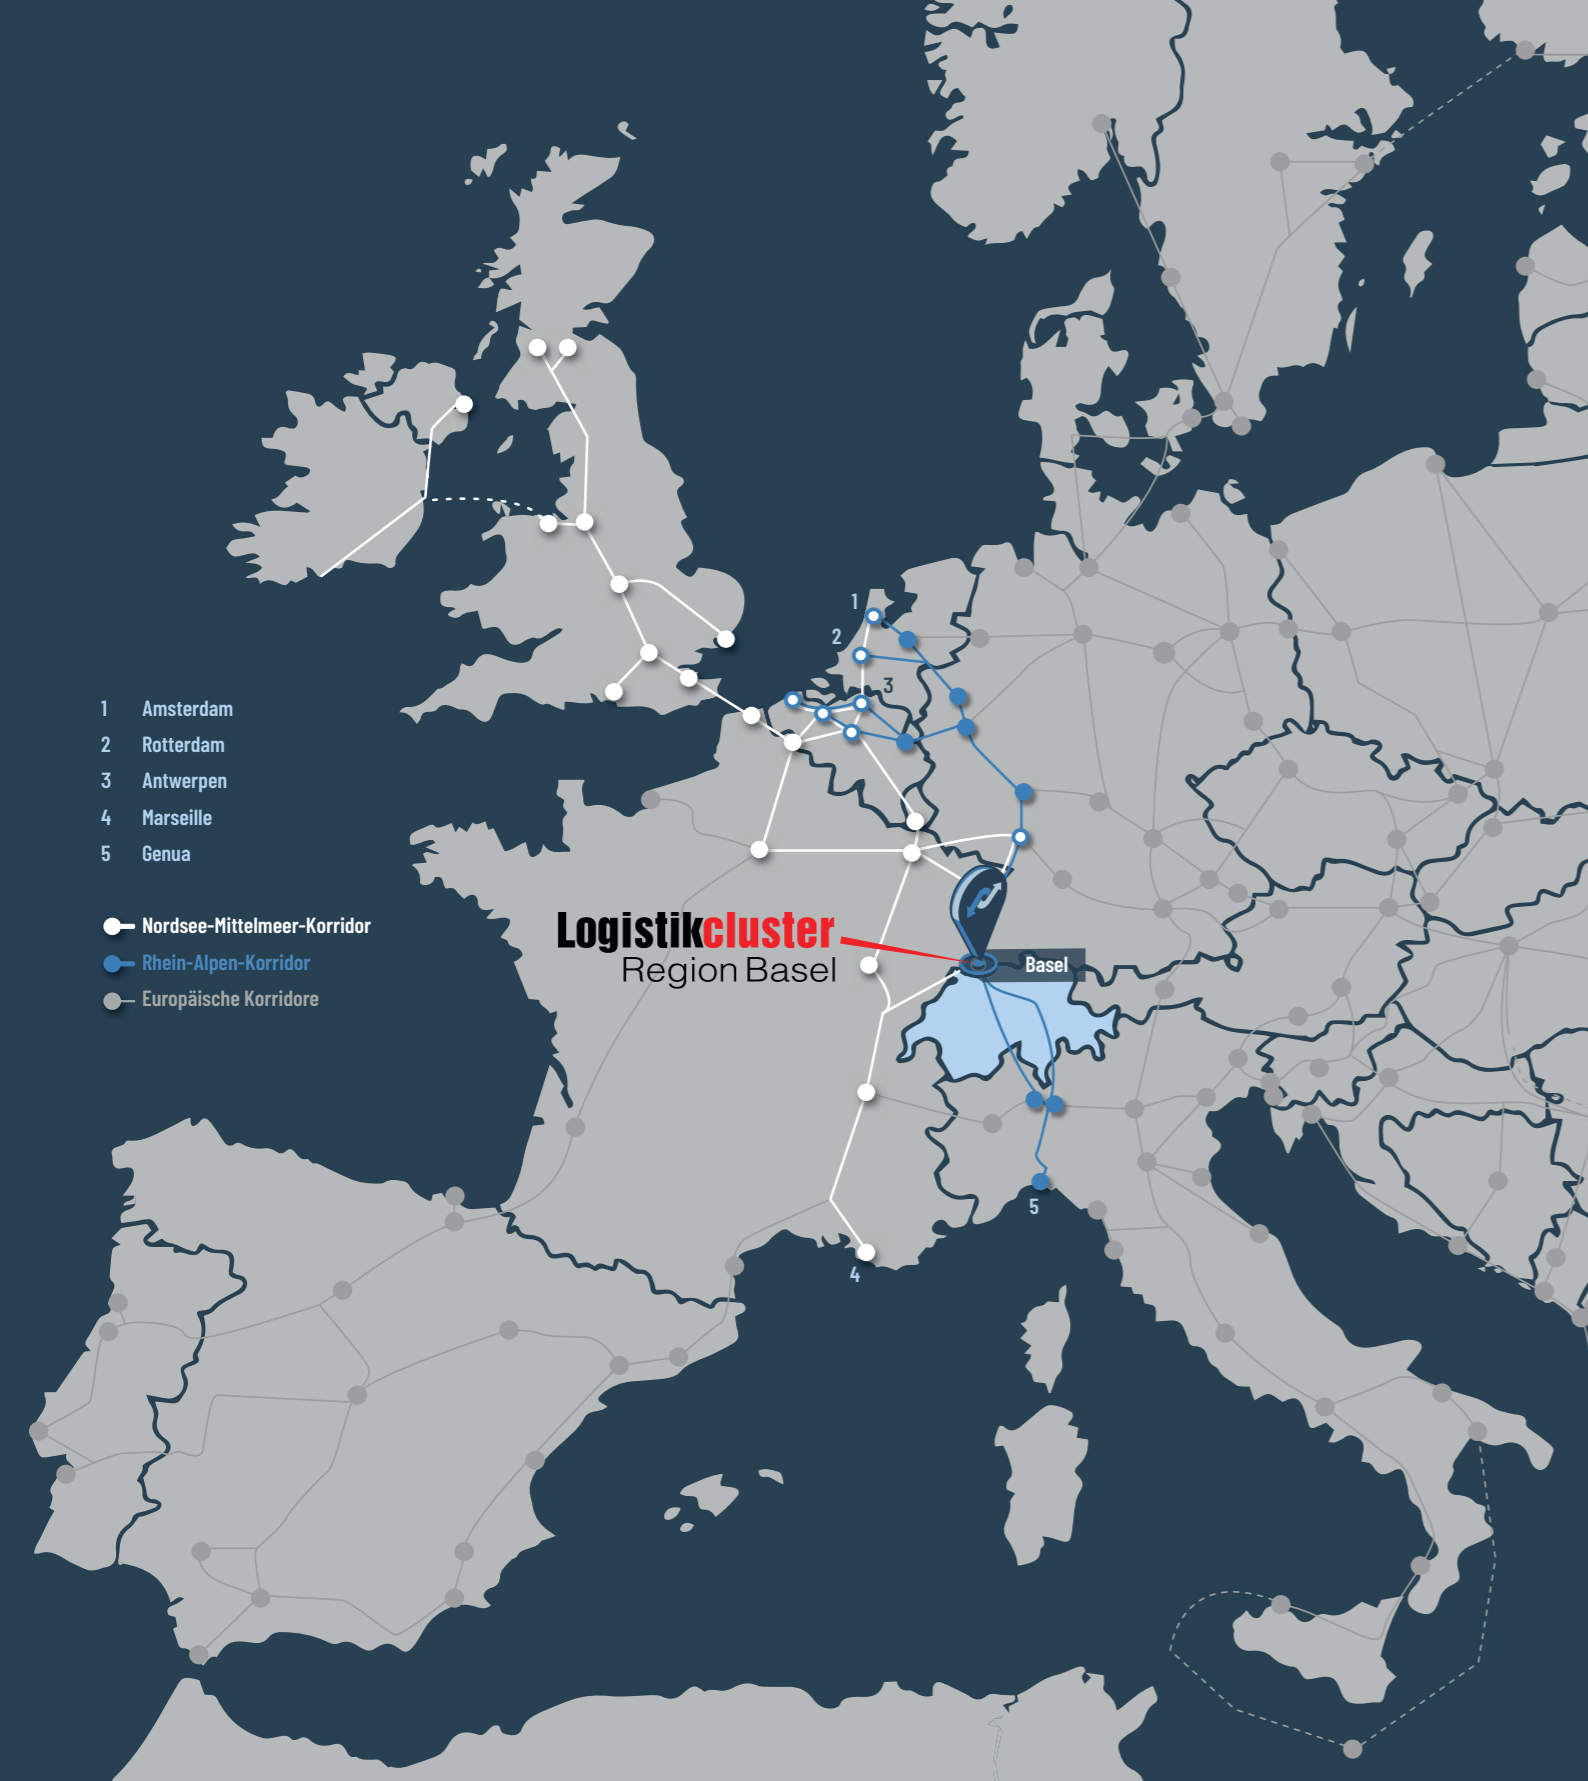 1
2
3
1 Amsterdam
2 Rotterdam
3 Antwerpen
4 Marseille
5 Genua
Nordsee-Mittelmeer-Korridor
Rhein-Alpen-Korridor
Europäische Korridore
Logistikcluster
Region Basel
Basel
5
4